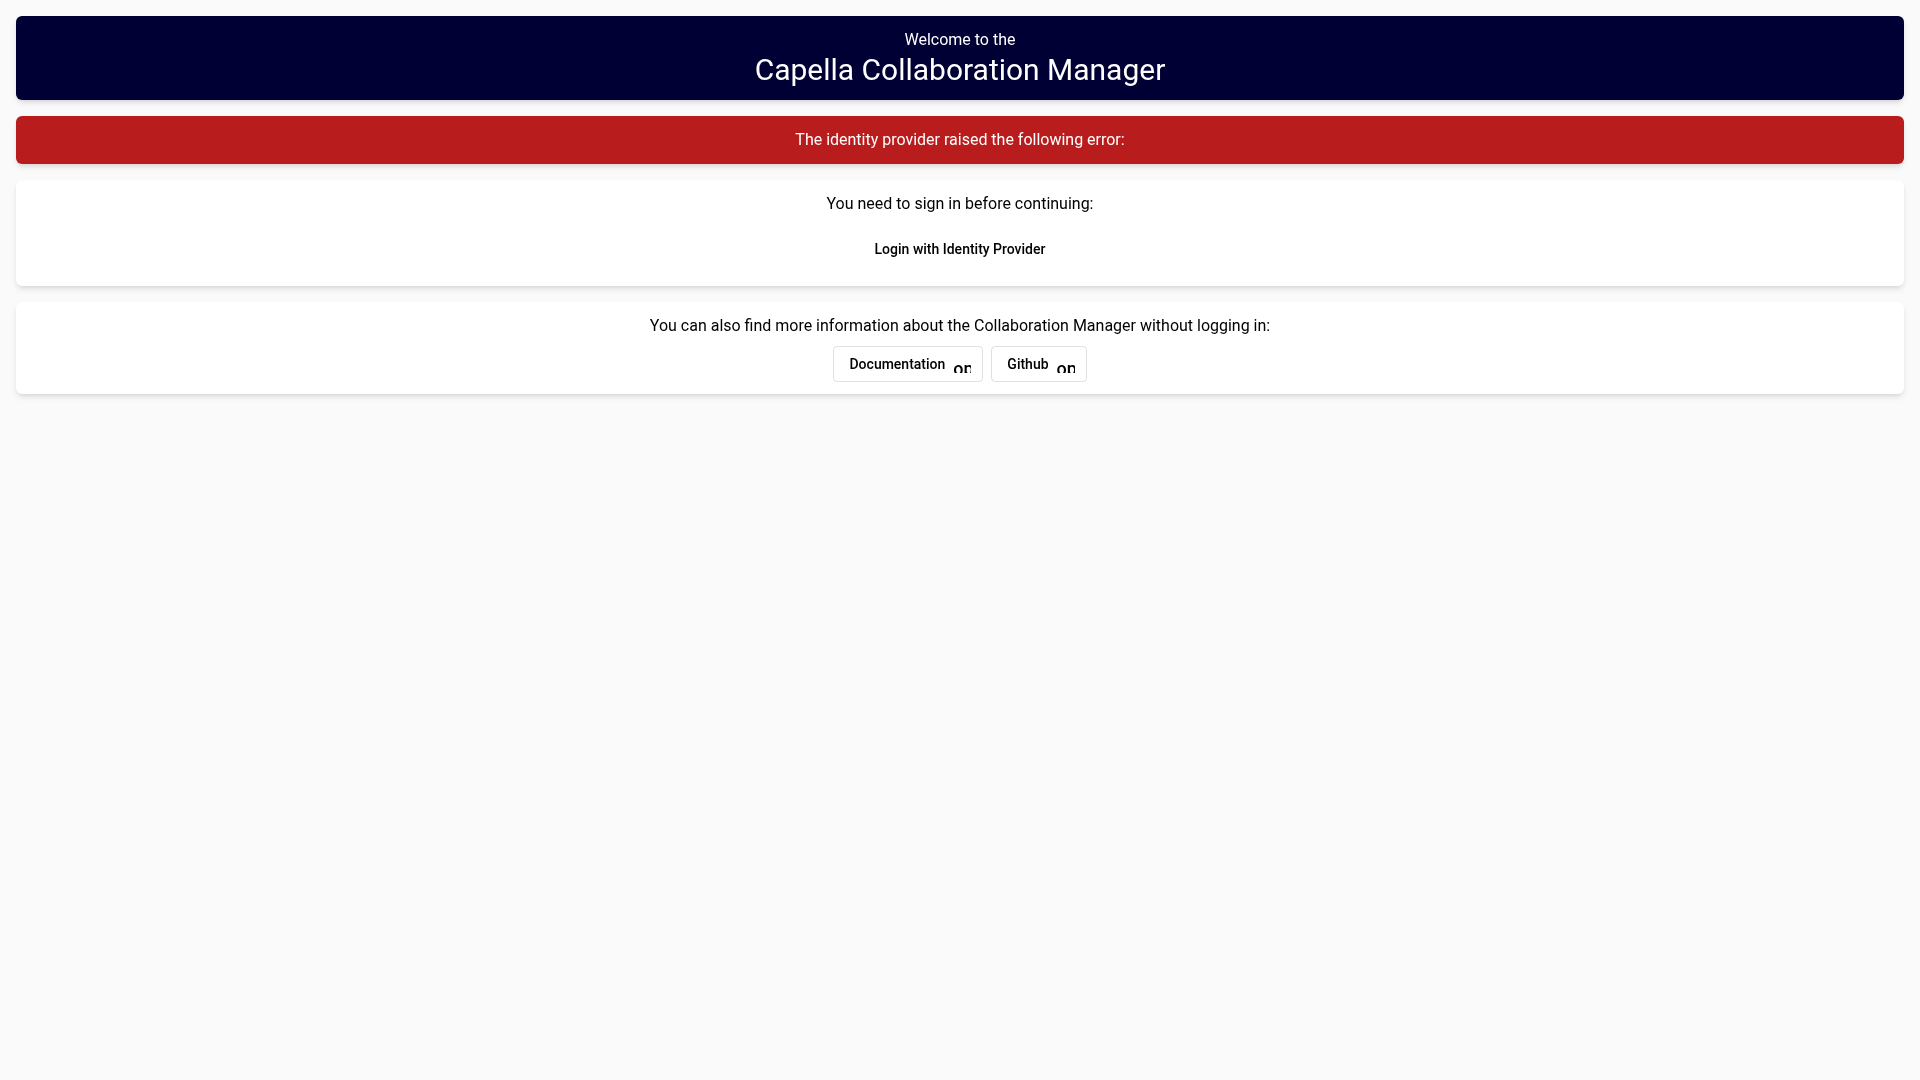 Welcome to the
Capella Collaboration Manager
The identity provider raised the following error:
You need to sign in before continuing:
Login with Identity Provider
You can also find more information about the Collaboration Manager without logging in:
Documentation
Github